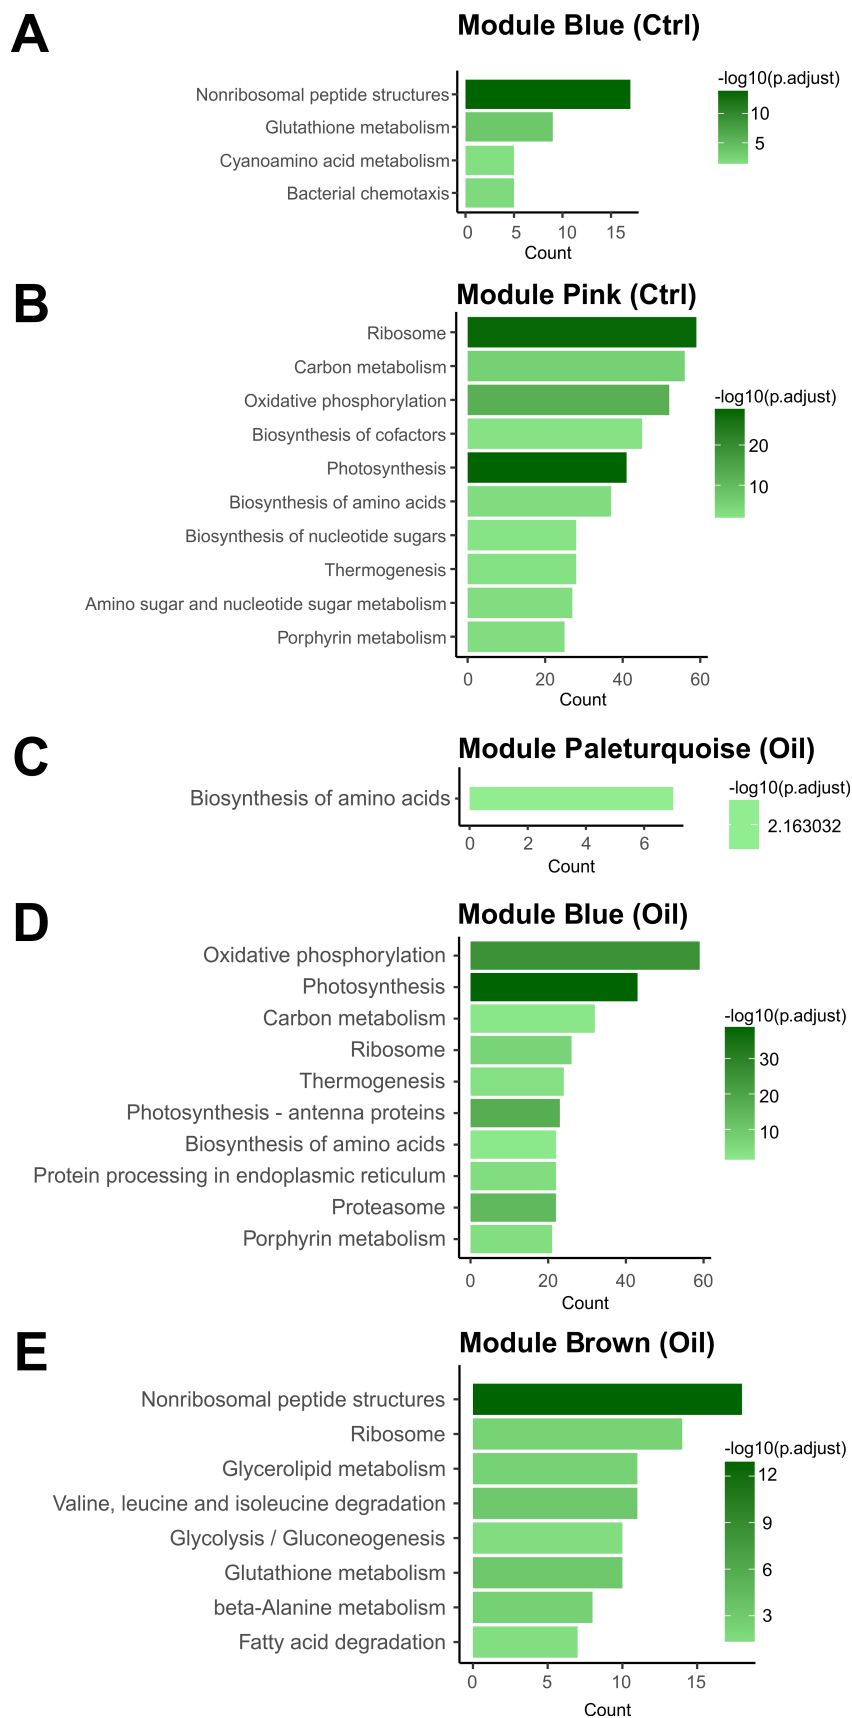 A
Module Blue (Ctrl)
Nonribosomal peptide structures
Glutathione metabolism
Cyanoamino acid metabolism
Bacterial chemotaxis
0 5 10 15
Count
-log10(p.adjust)
10
5
B
Module Pink (Ctrl)
Ribosome
Carbon metabolism
Oxidative phosphorylation
Biosynthesis of cofactors
Photosynthesis
Biosynthesis of amino acids
Biosynthesis of nucleotide sugars
Thermogenesis
Amino sugar and nucleotide sugar metabolism
Porphyrin metabolism
0 20 40 60
Count
-log10(p.adjust)
20
10
C
Module Paleturquoise (Oil)
Biosynthesis of amino acids
0 2 4 6
Count
-log10(p.adjust)
2.163032
D
Module Blue (Oil)
Oxidative phosphorylation
Photosynthesis
Carbon metabolism
Ribosome
Thermogenesis
Photosynthesis - antenna proteins
Biosynthesis of amino acids
Protein processing in endoplasmic reticulum
Proteasome
Porphyrin metabolism
0 20 40 60
Count
-log10(p.adjust)
30
20
10
E
Module Brown (Oil)
Nonribosomal peptide structures
Ribosome
Glycerolipid metabolism
Valine, leucine and isoleucine degradation
Glycolysis / Gluconeogenesis
Glutathione metabolism
beta-Alanine metabolism
Fatty acid degradation
0 5 10 15
Count
-log10(p.adjust)
12
9
6
3